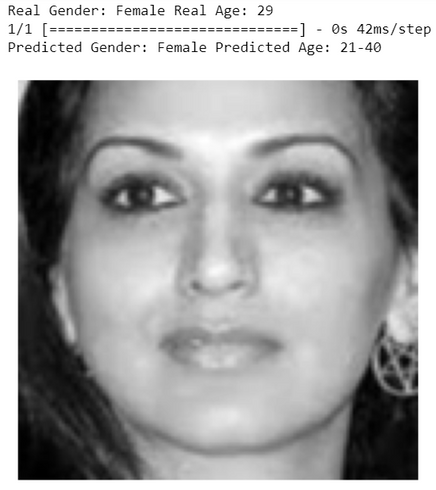 Real Gender: Female Real Age: 29
1/1 [==============================] - 0s 42ms/step
Predicted Gender: Female Predicted Age: 21-40